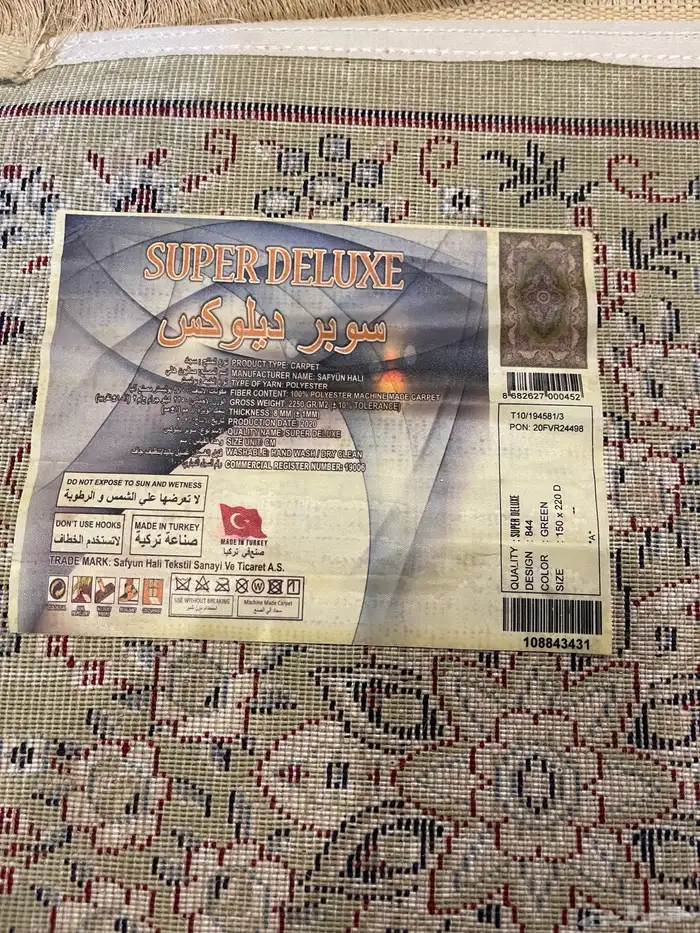 SUPER DELUXE
سوبر ديلوكس
PRODUCT TYPE: CARPET
MANUFACTURER NAME: SAFYÜN HALI
TYPE OF YARN: POLYESTER
FIBER CONTENT: 100% POLYESTER MACHINE MADE CARPET
GROSS WEIGHT: 2250 GR M2 (± 10% TOLERANCE)
THICKNESS: 8 MM (± 1MM)
PRODUCTION DATE: 2020
QUALITY NAME: SUPER DELUXE
SIZE UNIT: CM
WASHABLE: HAND WASH / DRY CLEAN
COMMERCIAL REGISTER NUMBER: 19806
DO NOT EXPOSE TO SUN AND WETNESS
لا تعرضها علي الشمس و الرطوبة
DON'T USE HOOKS
لاتستخدم الخطاف
MADE IN TURKEY
صناعة تركية
MADE IN TURKEY
صنع في تركيا
TRADE MARK: Safyun Hali Tekstil Sanayi Ve Ticaret A.S.
USE WITHOUT BREAKING
Machine Made Carpet
8 682627 000452
T10/194581/3
PON: 20FVR24498
QUALITY : SUPER DELUXE
DESIGN : 844
COLOR : GREEN
SIZE : 150 x 220 D
"A"
108843431